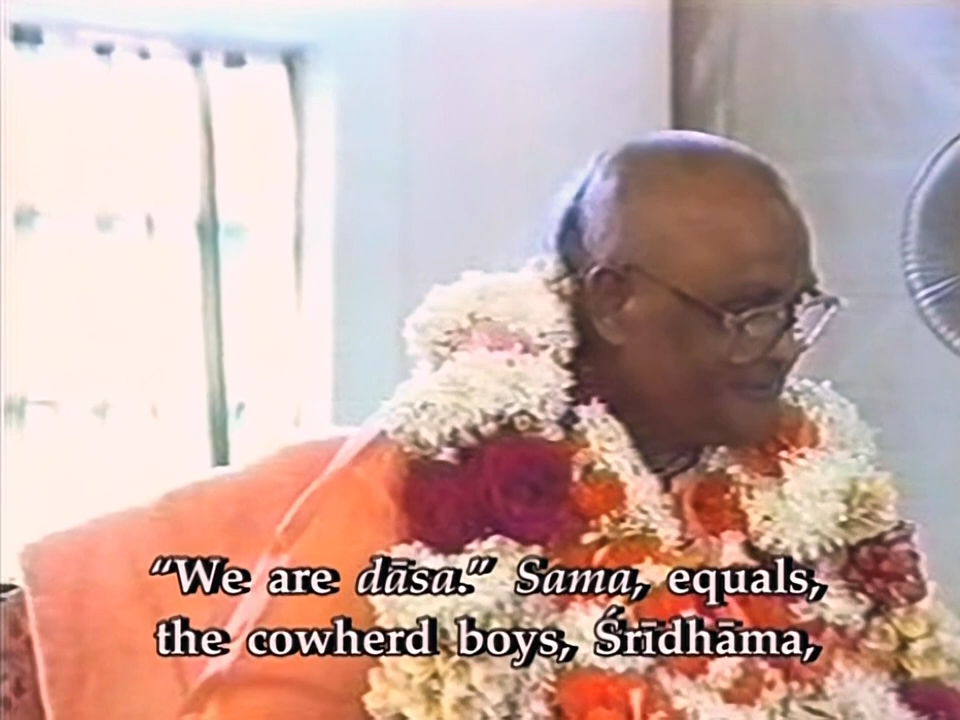 “We are dāsa.” Sama, equals,
the cowherd boys, Śrīdhāma,